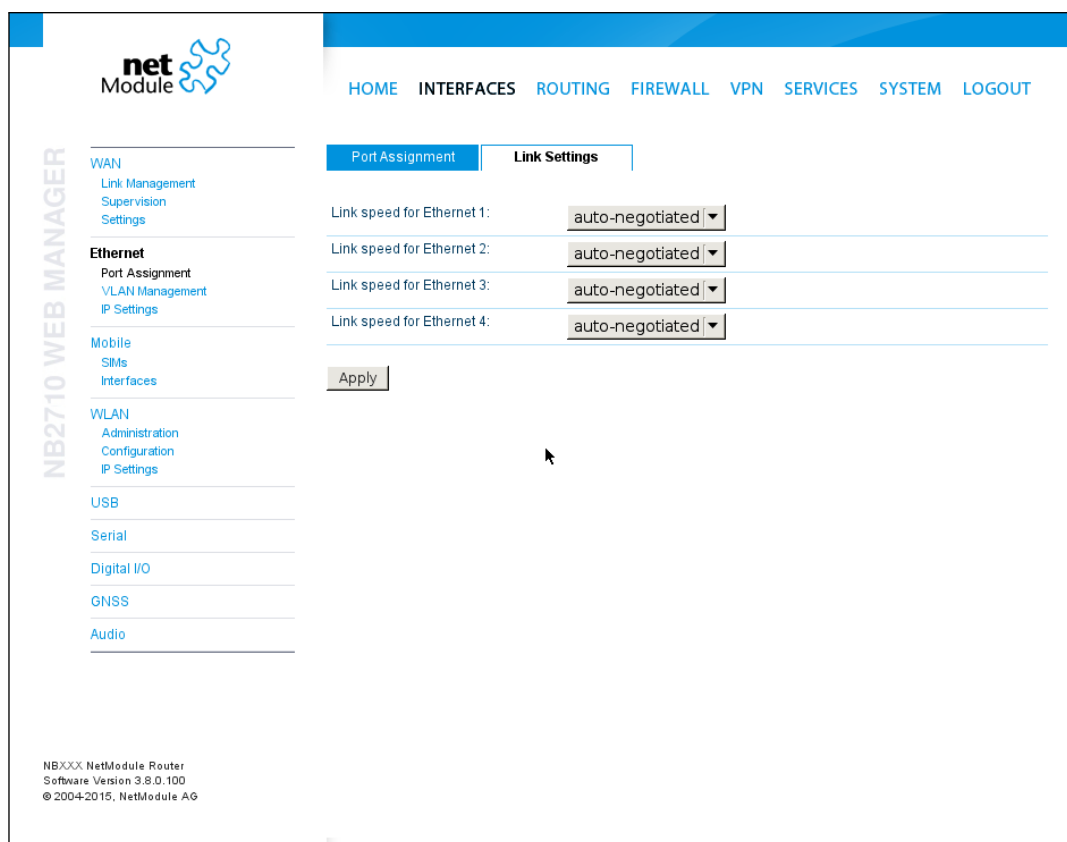 net
Module
HOME INTERFACES ROUTING FIREWALL VPN SERVICES SYSTEM LOGOUT
NB2710 WEB MANAGER
WAN
Link Management
Supervision
Settings
Ethernet
Port Assignment
VLAN Management
IP Settings
Mobile
SIMs
Interfaces
WLAN
Administration
Configuration
IP Settings
USB
Serial
Digital I/O
GNSS
Audio
Port Assignment Link Settings
Link speed for Ethernet 1: auto-negotiated
Link speed for Ethernet 2: auto-negotiated
Link speed for Ethernet 3: auto-negotiated
Link speed for Ethernet 4: auto-negotiated
Apply
NBXXX NetModule Router
Software Version 3.8.0.100
© 2004-2015, NetModule AG